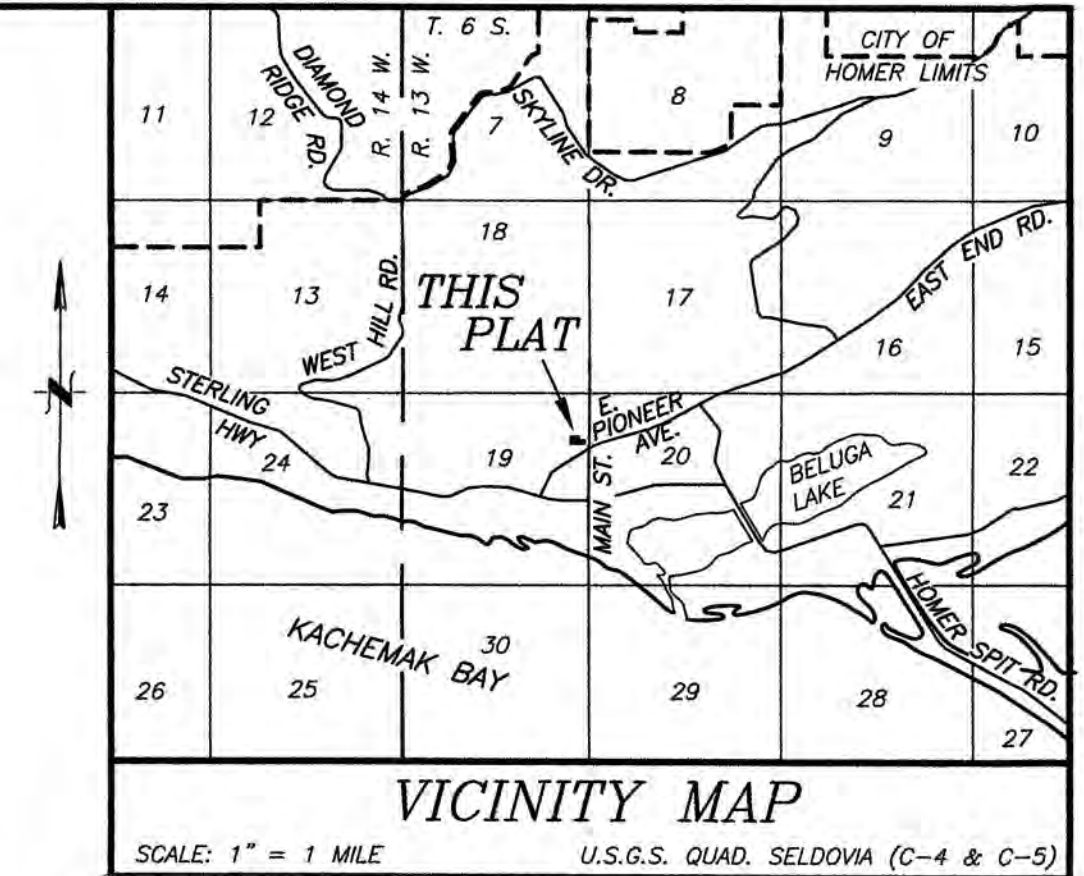 T. 6 S.
CITY OF
HOMER LIMITS
DIAMOND
RIDGE RD.
R. 14 W.
R. 13 W.
SKYLINE DR.
11
12
7
8
9
10
18
17
EAST END RD.
14
13
WEST HILL RD.
THIS
PLAT
16
15
STERLING
HWY
E.
PIONEER
AVE.
24
19
20
BELUGA
LAKE
21
22
23
MAIN ST.
N
HOMER SPIT RD.
KACHEMAK BAY
30
26
25
29
28
27
VICINITY MAP
SCALE: 1" = 1 MILE
U.S.G.S. QUAD. SELDOVIA (C-4 & C-5)